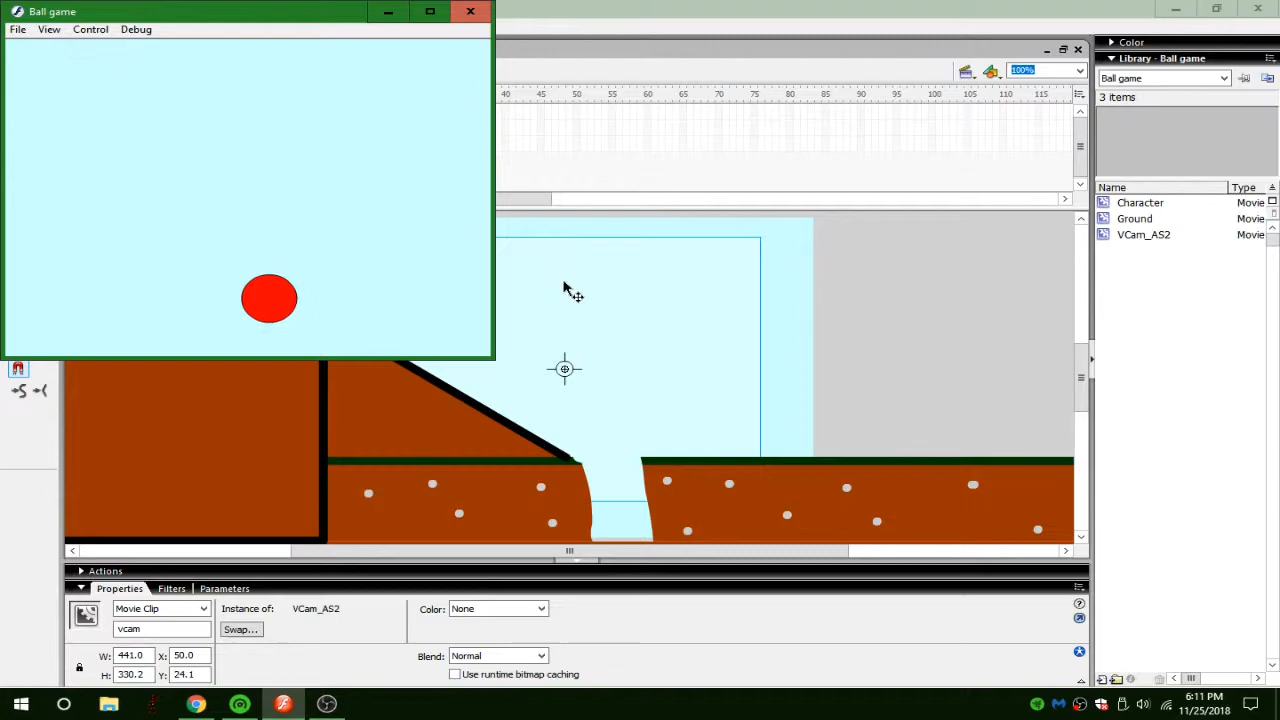 Ball game
File View Control Debug
100%
40 45 50 55 60 65 70 75 80 85 90 95 100 105 110 115
Color
Library - Ball game
Ball game
3 items
Name Type
Character Movie
Ground Movie
VCam_AS2 Movie
Actions
Properties Filters Parameters
Movie Clip Instance of: VCam_AS2 Color: None
vcam Swap...
W: 441.0 X: 50.0 Blend: Normal
H: 330.2 Y: 24.1 Use runtime bitmap caching
6:11 PM
11/25/2018